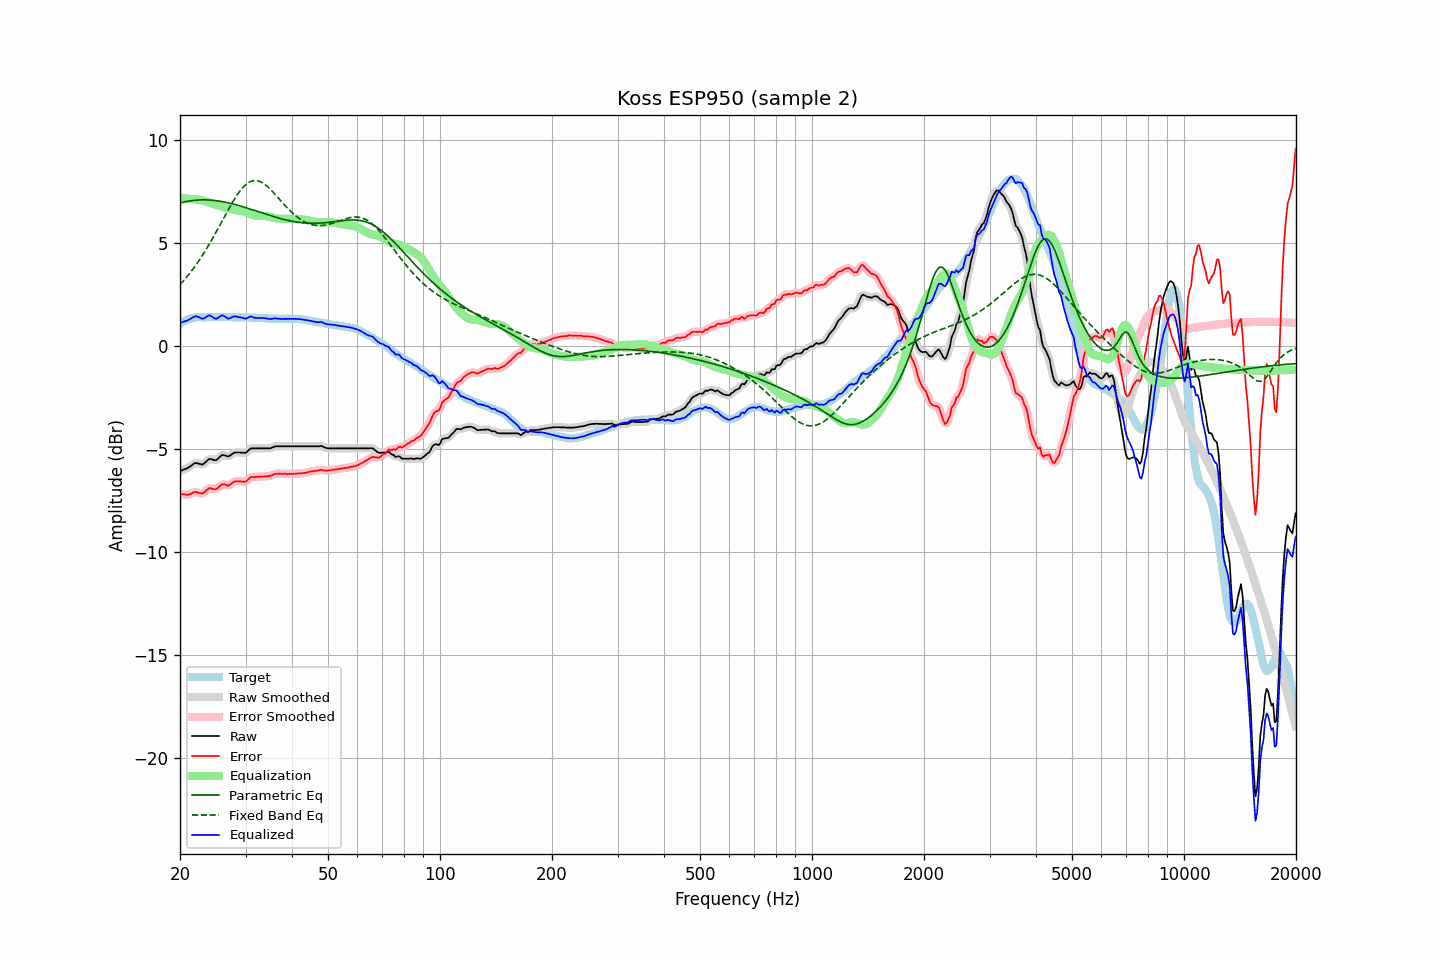 Koss ESP950 (sample 2)
10
5
0
−5
−10
−15
−20
Amplitude (dBr)
Target
Raw Smoothed
Error Smoothed
Raw
Error
Equalization
Parametric Eq
Fixed Band Eq
Equalized
20 50 100 200 500 1000 2000 5000 10000 20000
Frequency (Hz)